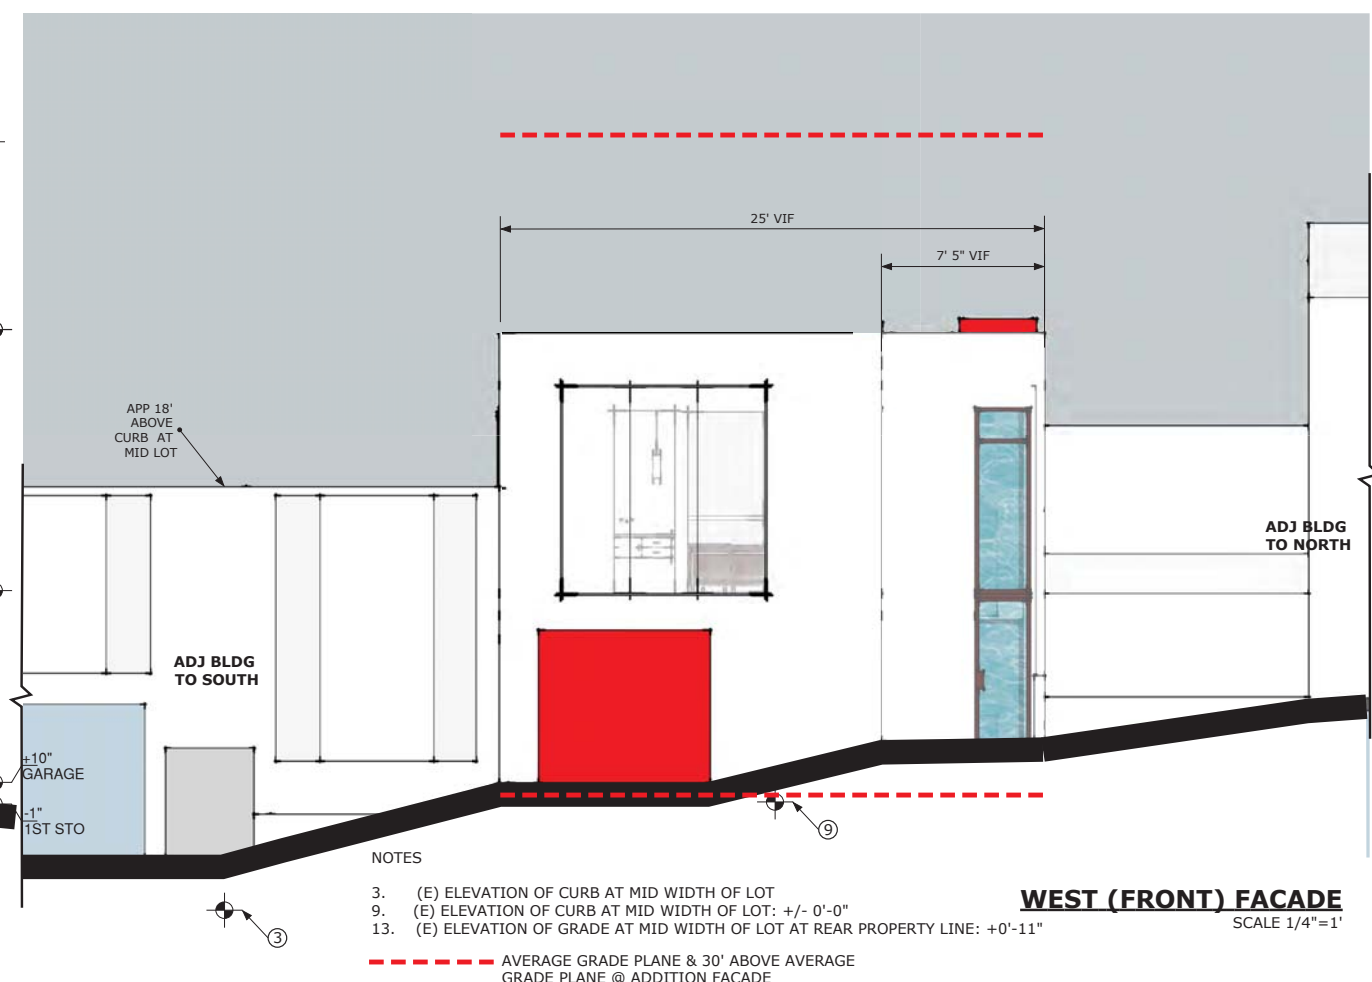 25' VIF
7' 5" VIF
APP 18'
ABOVE
CURB AT
MID LOT
ADJ BLDG
TO NORTH
ADJ BLDG
TO SOUTH
+10"
GARAGE
-1"
1ST STO
9
NOTES
3. (E) ELEVATION OF CURB AT MID WIDTH OF LOT
9. (E) ELEVATION OF CURB AT MID WIDTH OF LOT: +/- 0'-0"
13. (E) ELEVATION OF GRADE AT MID WIDTH OF LOT AT REAR PROPERTY LINE: +0'-11"
3
WEST (FRONT) FACADE
SCALE 1/4"=1'
AVERAGE GRADE PLANE & 30' ABOVE AVERAGE
GRADE PLANE @ ADDITION FACADE